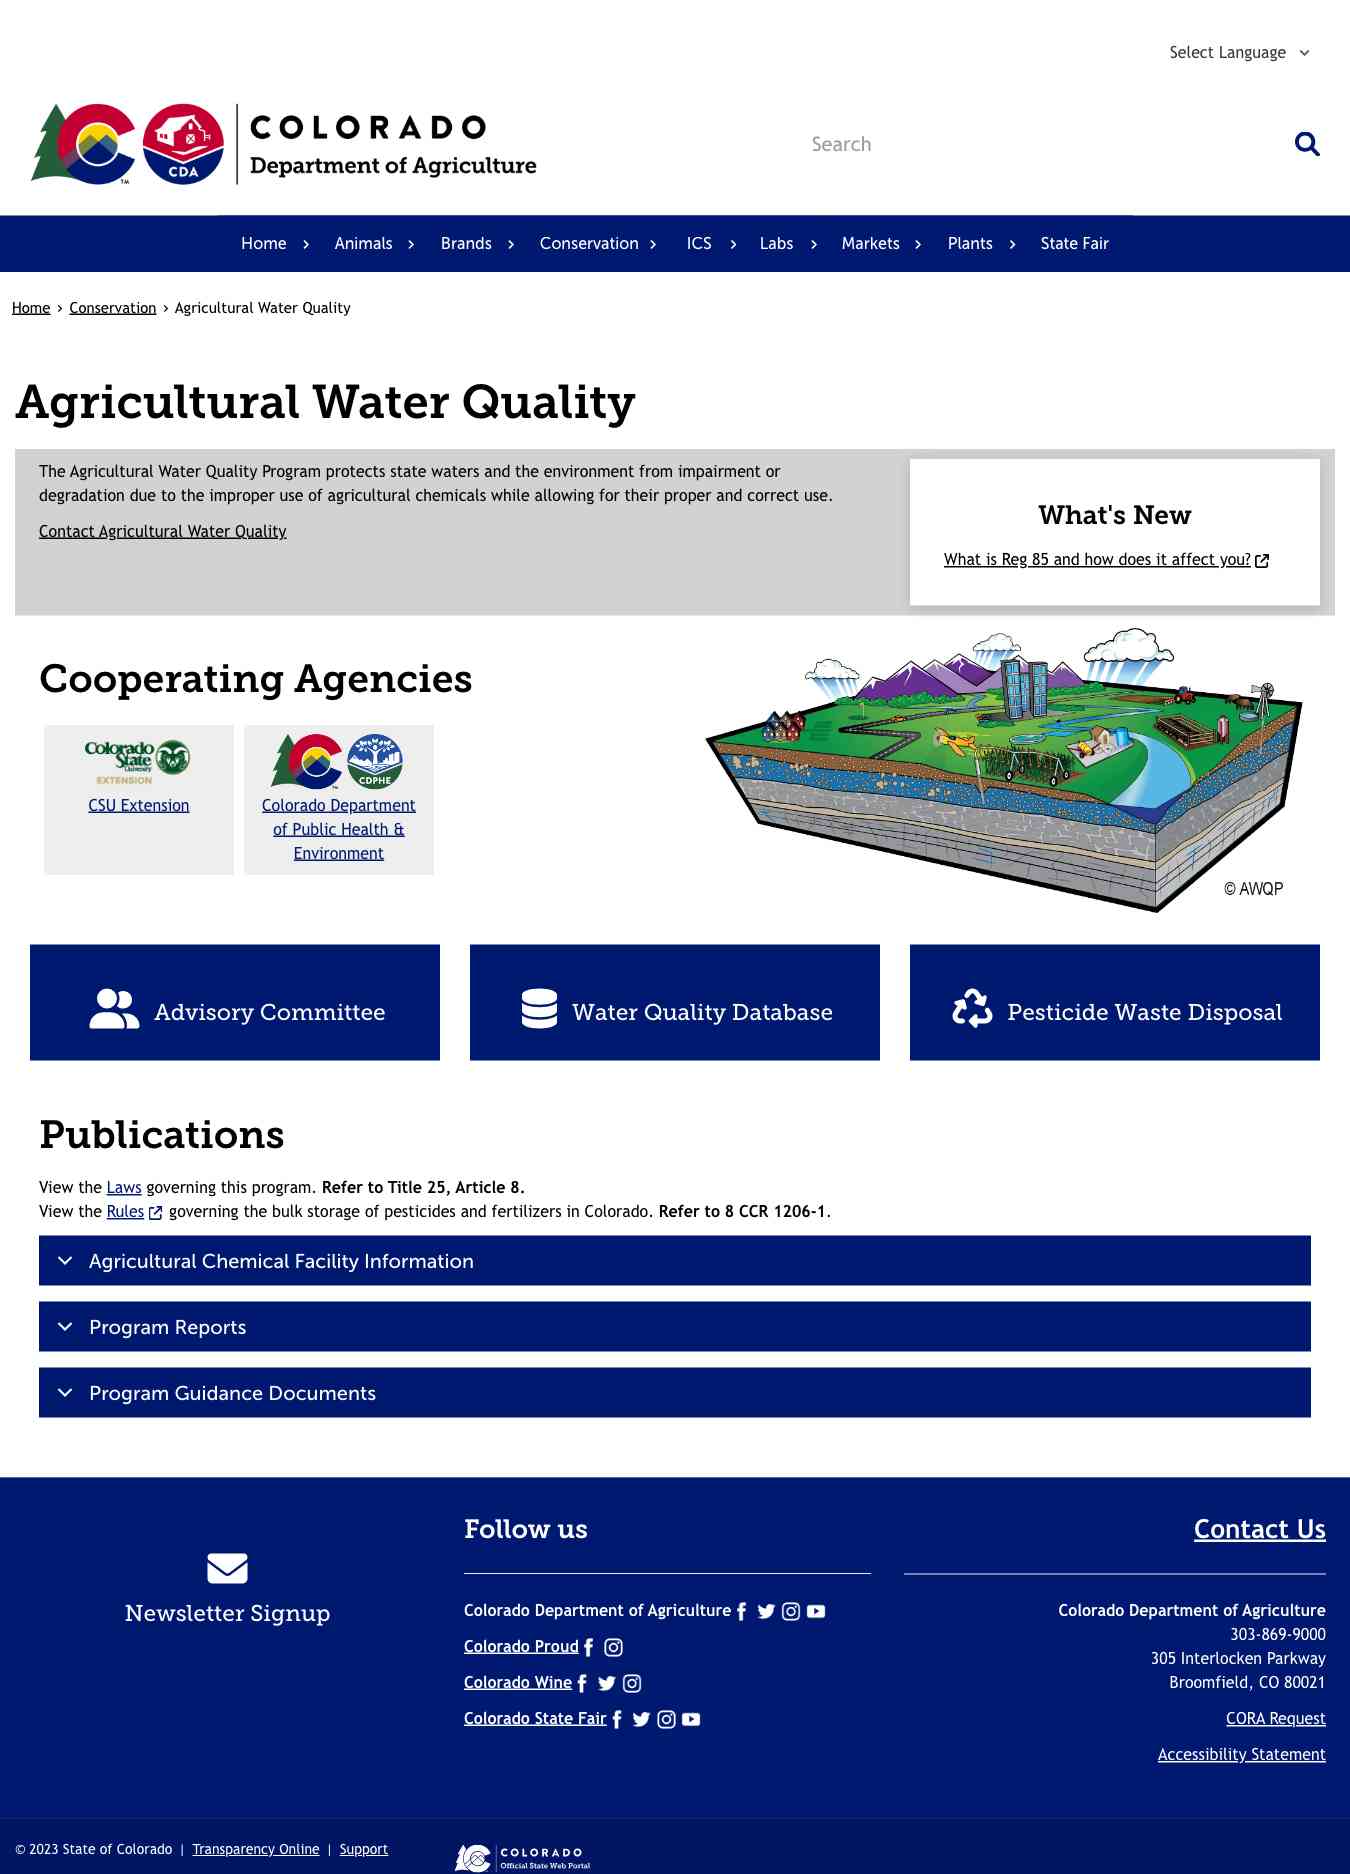 Select Language
COLORADO
Department of Agriculture
TM
CDA
Search
Home
Animals
Brands
Conservation
ICS
Labs
Markets
Plants
State Fair
Home › Conservation › Agricultural Water Quality
Agricultural Water Quality
The Agricultural Water Quality Program protects state waters and the environment from impairment or
degradation due to the improper use of agricultural chemicals while allowing for their proper and correct use.
Contact Agricultural Water Quality
What's New
What is Reg 85 and how does it affect you?
Cooperating Agencies
Colorado
State
University
EXTENSION
CSU Extension
CDPHE
Colorado Department
of Public Health &
Environment
© AWQP
Advisory Committee
Water Quality Database
Pesticide Waste Disposal
Publications
View the Laws governing this program. Refer to Title 25, Article 8.
View the Rules governing the bulk storage of pesticides and fertilizers in Colorado. Refer to 8 CCR 1206-1.
Agricultural Chemical Facility Information
Program Reports
Program Guidance Documents
Newsletter Signup
Follow us
Colorado Department of Agriculture
Colorado Proud
Colorado Wine
Colorado State Fair
Contact Us
Colorado Department of Agriculture
303-869-9000
305 Interlocken Parkway
Broomfield, CO 80021
CORA Request
Accessibility Statement
© 2023 State of Colorado | Transparency Online | Support
COLORADO
Official State Web Portal